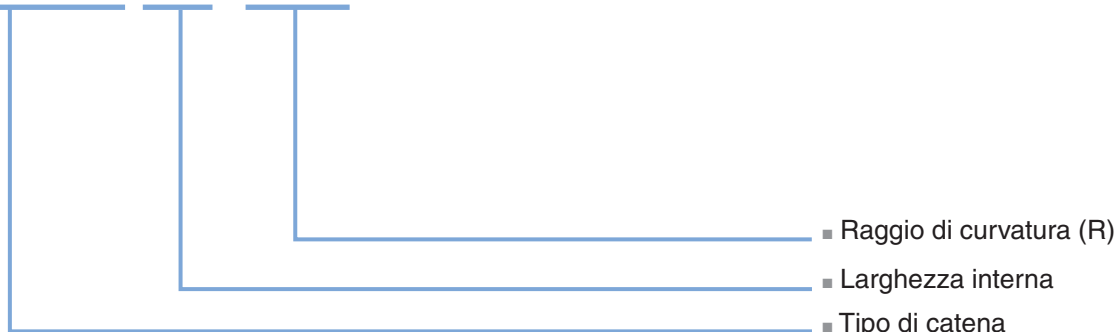 Raggio di curvatura (R)
Larghezza interna
Tipo di catena